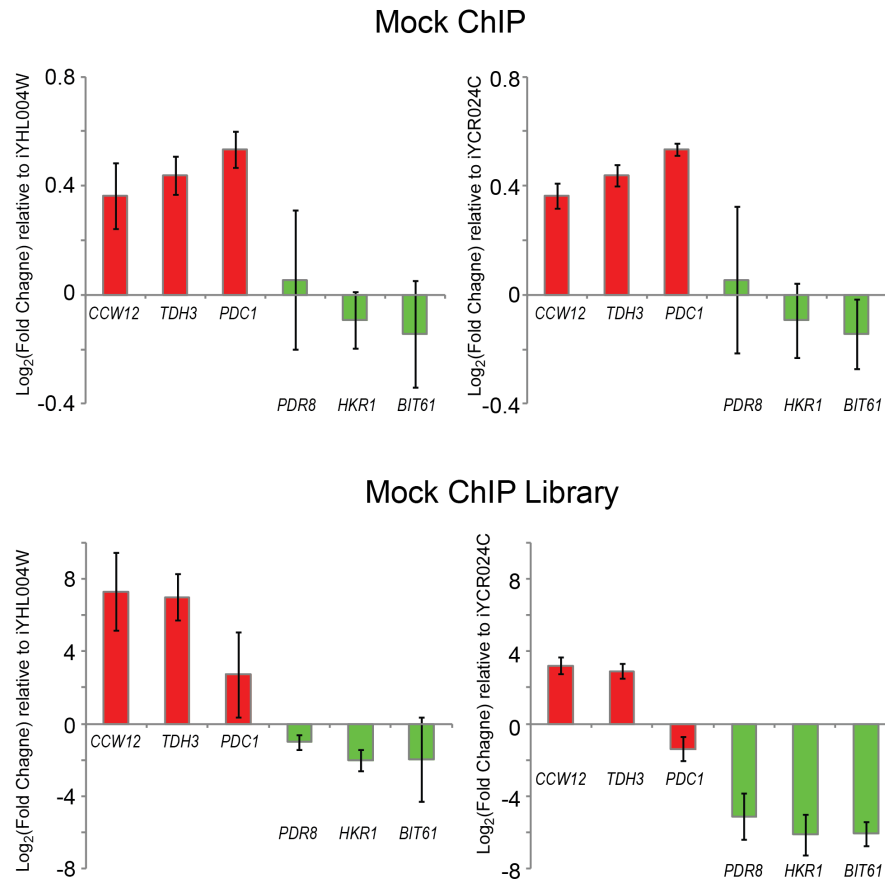 Mock ChIP
Log2(Fold Chagne) relative to iYHL004W
0.8
0.4
0
-0.4
CCW12 TDH3 PDC1
PDR8 HKR1 BIT61
Log2(Fold Chagne) relative to iYCR024C
0.8
0.4
0
-0.4
CCW12 TDH3 PDC1
PDR8 HKR1 BIT61
Mock ChIP Library
Log2(Fold Chagne) relative to iYHL004W
8
4
0
-4
-8
CCW12 TDH3 PDC1
PDR8 HKR1 BIT61
Log2(Fold Chagne) relative to iYCR024C
8
4
0
-4
-8
CCW12 TDH3 PDC1
PDR8 HKR1 BIT61